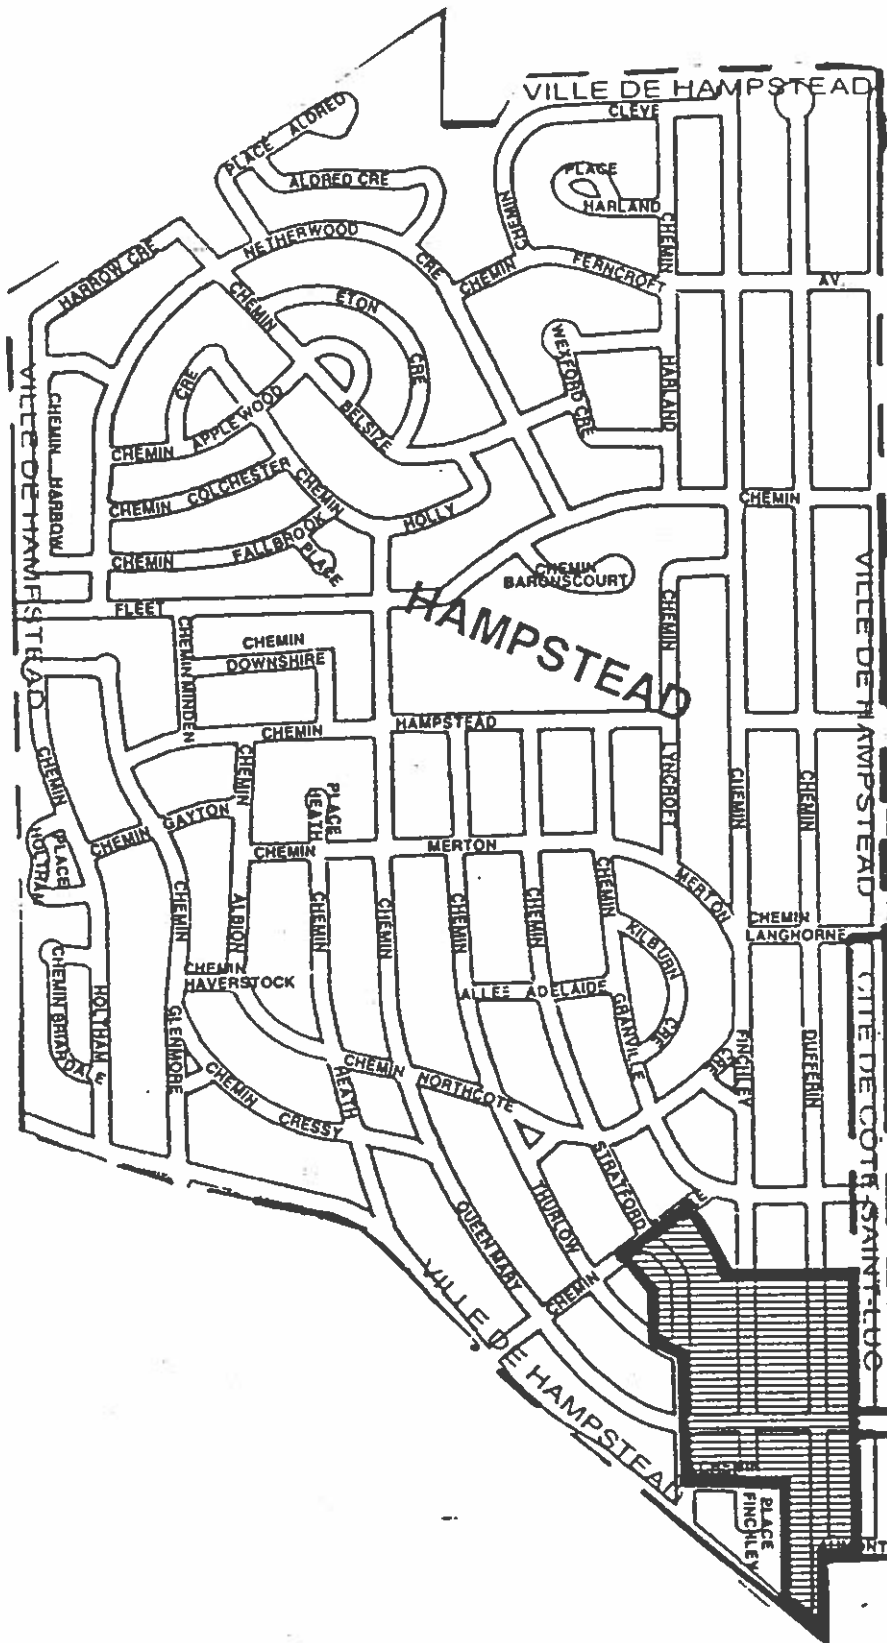 VILLE DE HAMPSTEAD
CLEVE
PLACE ALDRED
ALDRED CRE
PLACE
HARLAND
CHEMIN
CHEMIN
NETHERWOOD
CRE
CHEMIN
FERNCROFT
AV.
HARROW CRE
CHEMIN
ETON
CRE
WEXFORD CRE
HARLAND
VILLE DE HAMPSTEAD
CHEMIN HARROW
CRE
APPLEWOOD
CHEMIN
BELSIZE
CHEMIN
COLCHESTER
CHEMIN
CHEMIN
HOLLY
CHEMIN
FALLBROOK
PLACE
CHEMIN
CHEMIN
BARONSCOURT
VILLE DE HAMPSTEAD
FLEET
HAMPSTEAD
CHEMIN
CHEMIN MINDEN
CHEMIN
DOWNSHIRE
CHEMIN
HAMPSTEAD
LYNCROFT
CHEMIN
CHEMIN
CHEMIN
CHEMIN
PLACE
HEATH
CHEMIN
GAYTON
PLACE
HOLTHAM
CHEMIN
MERTON
MERTON
CHEMIN
ALBION
CHEMIN
CHEMIN
CHEMIN
CHEMIN
CHEMIN
KILBURN
CRE
CHEMIN
LANGHORNE
CHEMIN
HAVERSTOCK
ALLEE ADELAIDE
GRANVILLE
CHEMIN BRIARDALE
HOLTHAM
GLENMORE
CITE DE COTE-SAINT-LUC
CRE
FINCHLEY
DUFFERIN
CHEMIN
NORTHCOTE
HEATH
CHEMIN
CRESSY
STRATFORD
THURLOW
QUEEN MARY
CHEMIN
VILLE DE HAMPSTEAD
CHEMIN
PLACE
FINCHLEY